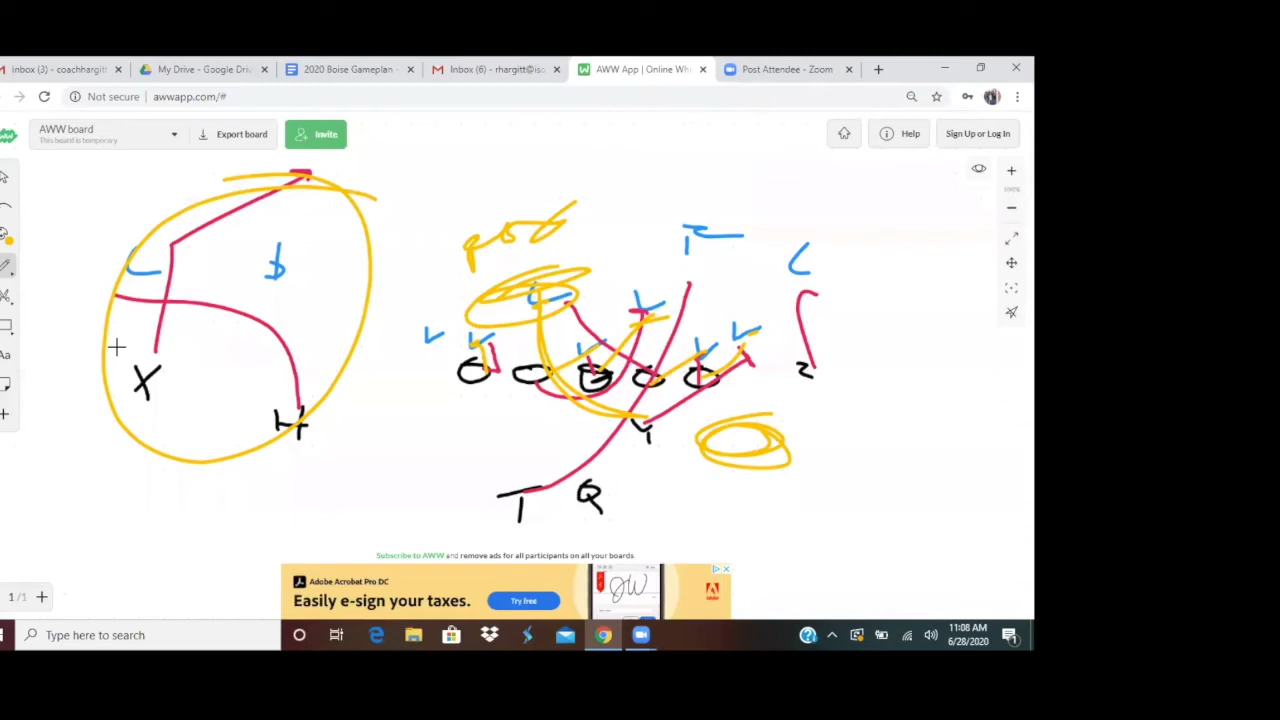 Inbox (3) - coachhargitt
My Drive - Google Dri
2020 Boise Gameplan -
Inbox (6) - rhargitt@iso
AWW App | Online Wh
Post Attendee - Zoom
Not secure | awwapp.com/#
AWW board
This board is temporary
Export board
Invite
Help
Sign Up or Log In
X
H
T
Q
Y
Z
C
Aa
1/1
Subscribe to AWW and remove ads for all participants on all your boards.
Adobe Acrobat Pro DC
Easily e-sign your taxes.
Try free
Type here to search
11:08 AM
6/28/2020